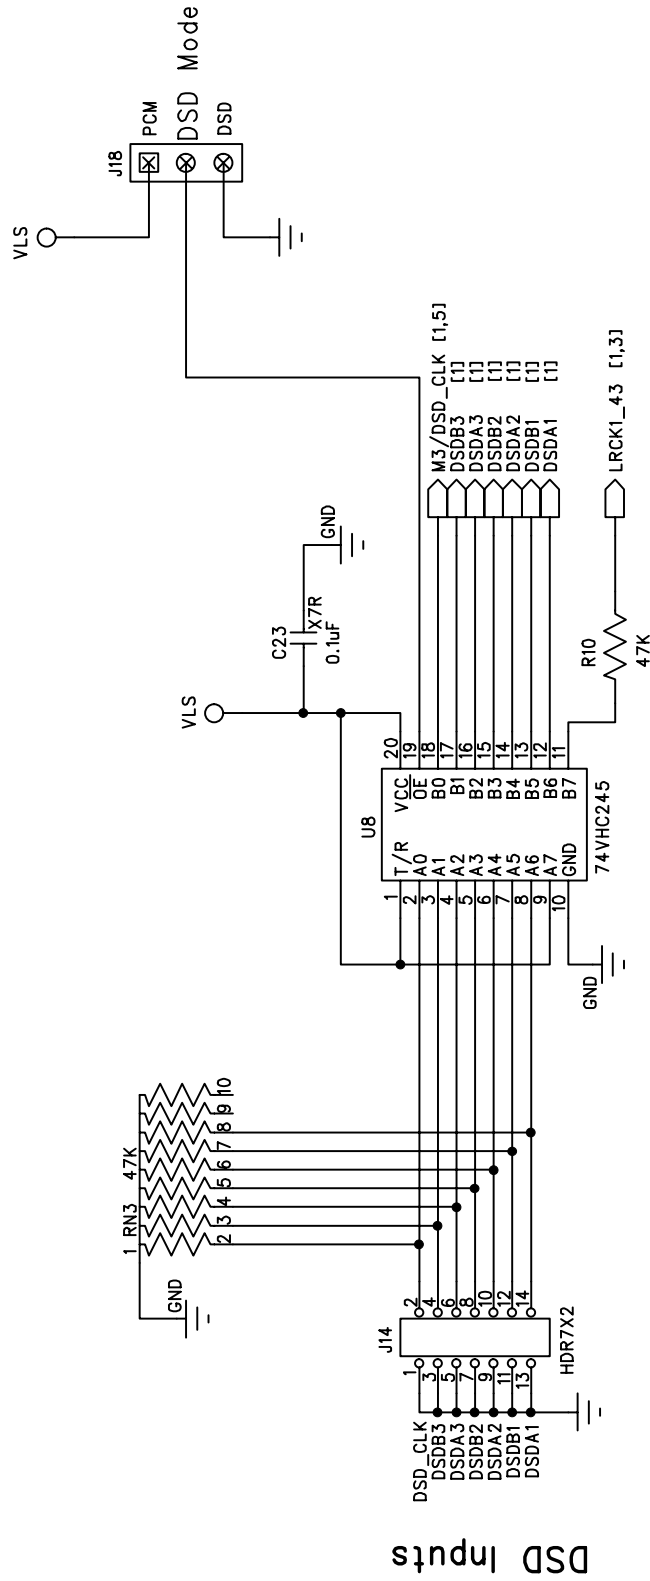 DSD Inputs
DSD_CLK
DSDB3
DSDA3
DSDB2
DSDA2
DSDB1
DSDA1
1
3
5
7
9
11
13
J14
HDR7X2
2
4
6
8
10
12
14
GND
1
RN3
47K
2
3
4
5
6
7
8
9
10
GND
1
2
3
4
5
6
7
8
9
10
T/R
A0
A1
A2
A3
A4
A5
A6
A7
GND
U8
74VHC245
VCC
OE
B0
B1
B2
B3
B4
B5
B6
B7
20
19
18
17
16
15
14
13
12
11
VLS
C23
X7R
0.1uF
GND
R10
47K
M3/DSD_CLK [1,5]
DSDB3 [1]
DSDA3 [1]
DSDB2 [1]
DSDA2 [1]
DSDB1 [1]
DSDA1 [1]
LRCK1_43 [1,3]
VLS
J18
PCM
DSD Mode
DSD